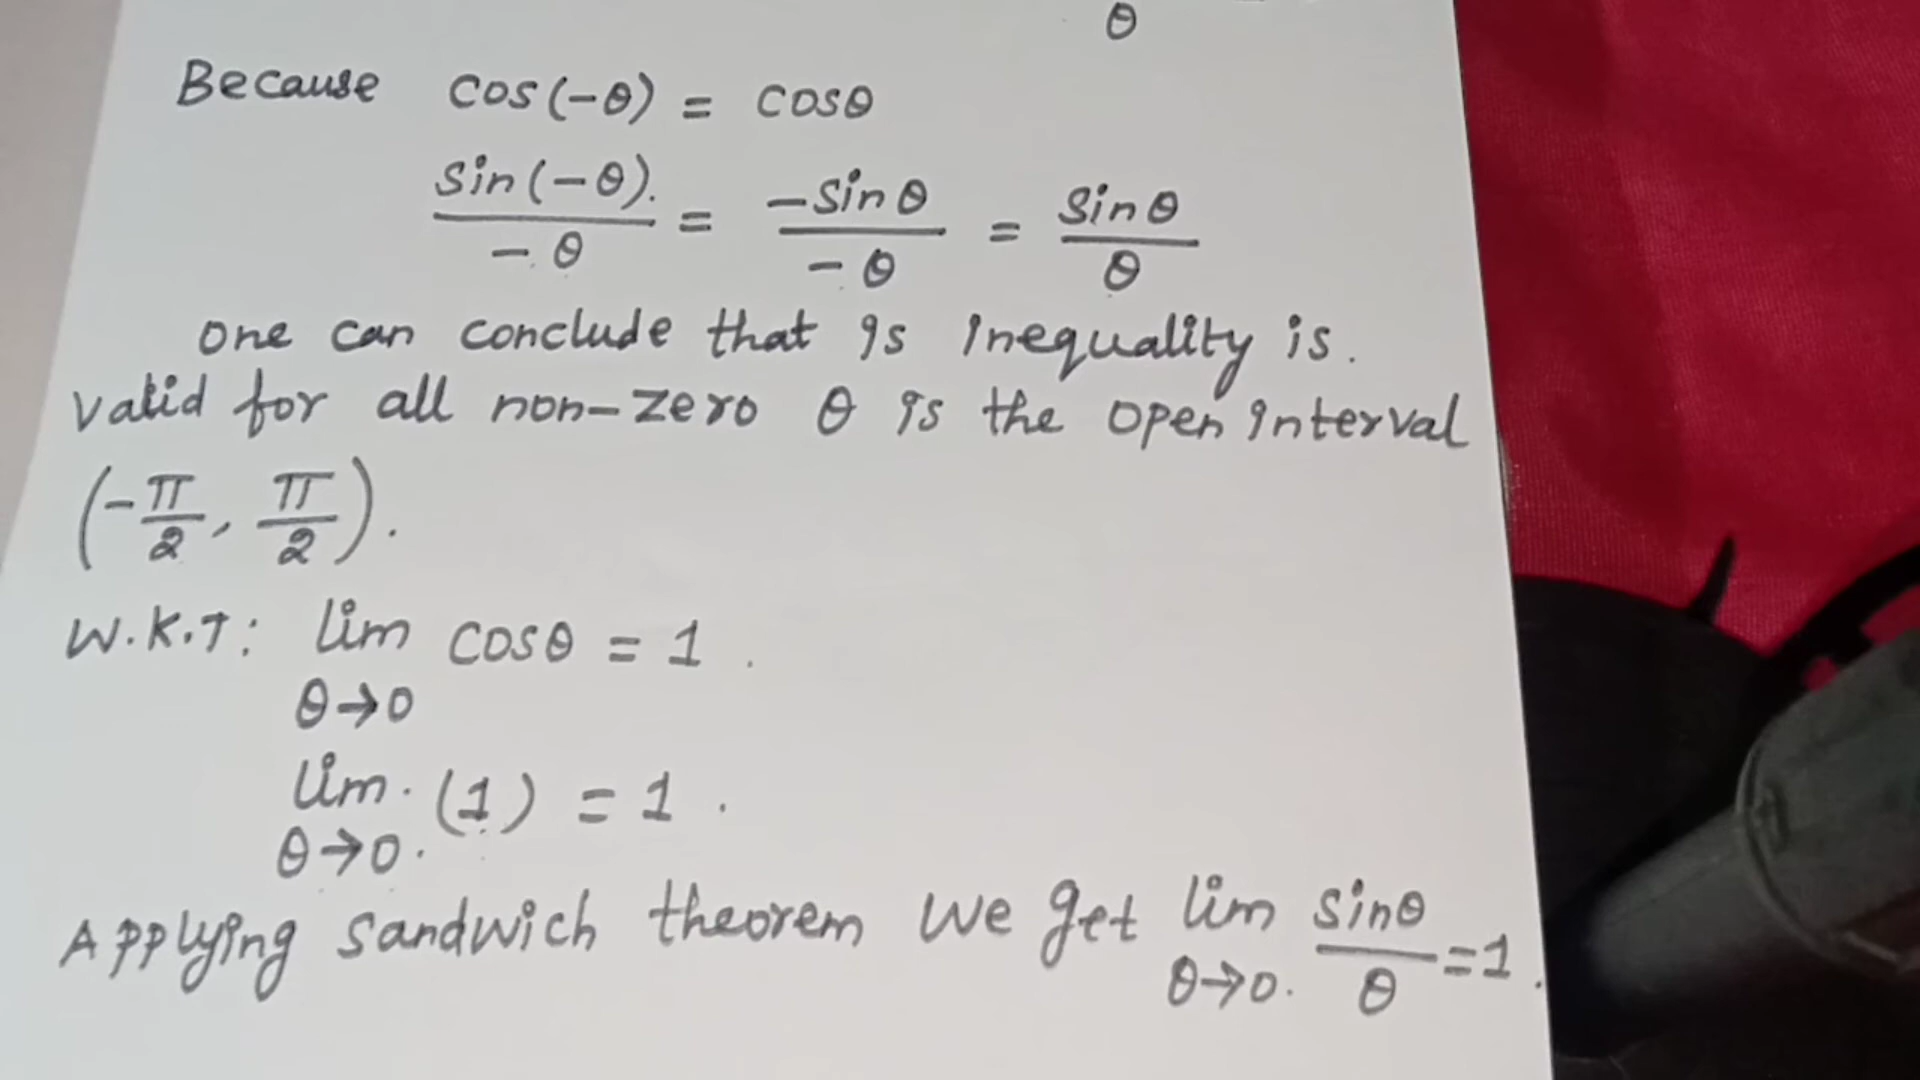 θ
Because cos(-θ) = cosθ
sin(-θ). / -θ = -sinθ / -θ = sinθ / θ
one can conclude that is inequality is.
valid for all non-zero θ is the open interval
(-π/2, π/2).
W.K.T: lim θ→0 cosθ = 1.
lim. θ→0. (1) = 1.
Applying sandwich theorem we get lim θ→0. sinθ / θ = 1.